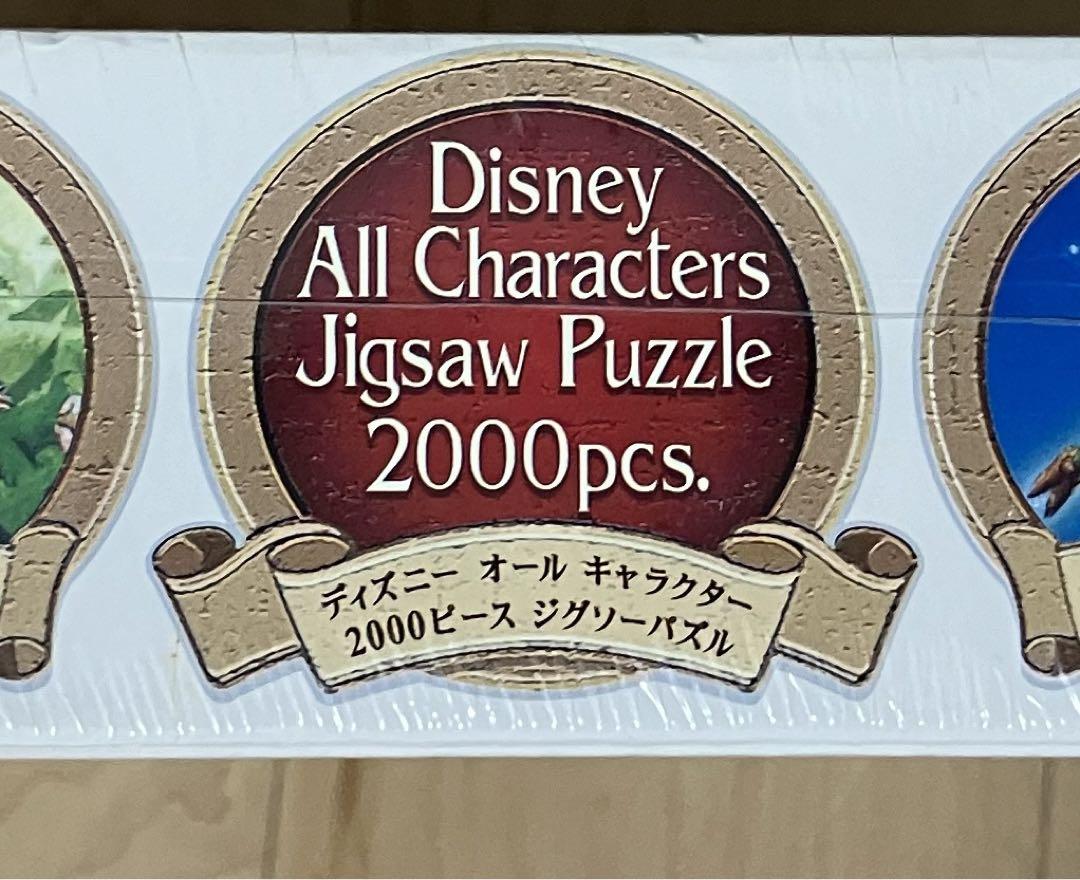 Disney
All Characters
Jigsaw Puzzle
2000pcs.
ディズニー オール キャラクター
2000ピース ジグソーパズル